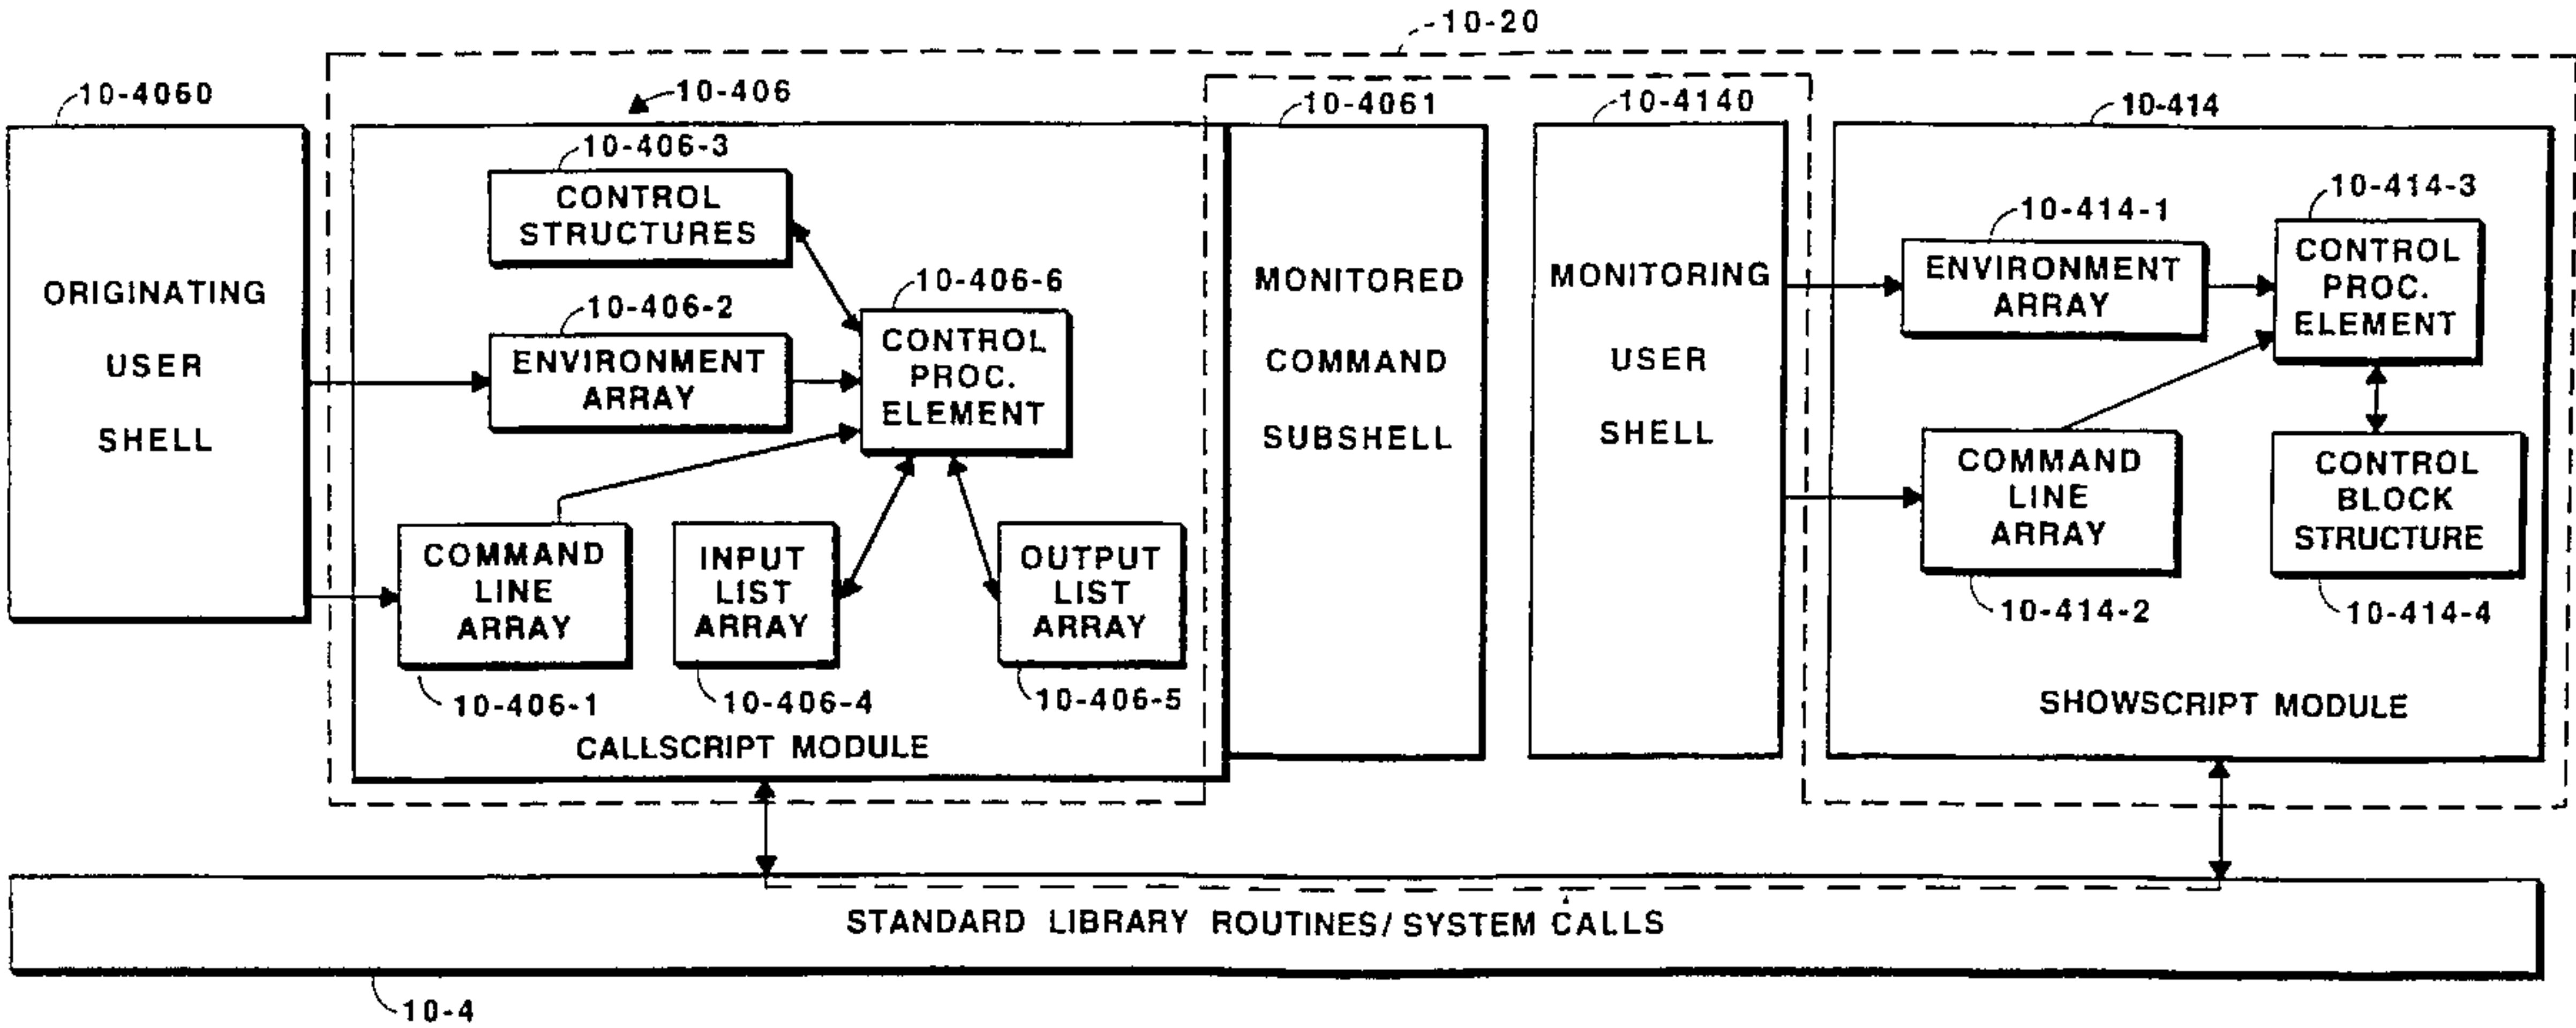 10-20
10-4060
ORIGINATING
USER
SHELL
10-406
10-406-3
CONTROL
STRUCTURES
10-406-2
ENVIRONMENT
ARRAY
10-406-6
CONTROL
PROC.
ELEMENT
COMMAND
LINE
ARRAY
10-406-1
INPUT
LIST
ARRAY
10-406-4
OUTPUT
LIST
ARRAY
10-406-5
CALLSCRIPT MODULE
10-4061
MONITORED
COMMAND
SUBSHELL
10-4140
MONITORING
USER
SHELL
10-414
10-414-1
ENVIRONMENT
ARRAY
10-414-3
CONTROL
PROC.
ELEMENT
COMMAND
LINE
ARRAY
10-414-2
CONTROL
BLOCK
STRUCTURE
10-414-4
SHOWSCRIPT MODULE
STANDARD LIBRARY ROUTINES/ SYSTEM CALLS
10-4